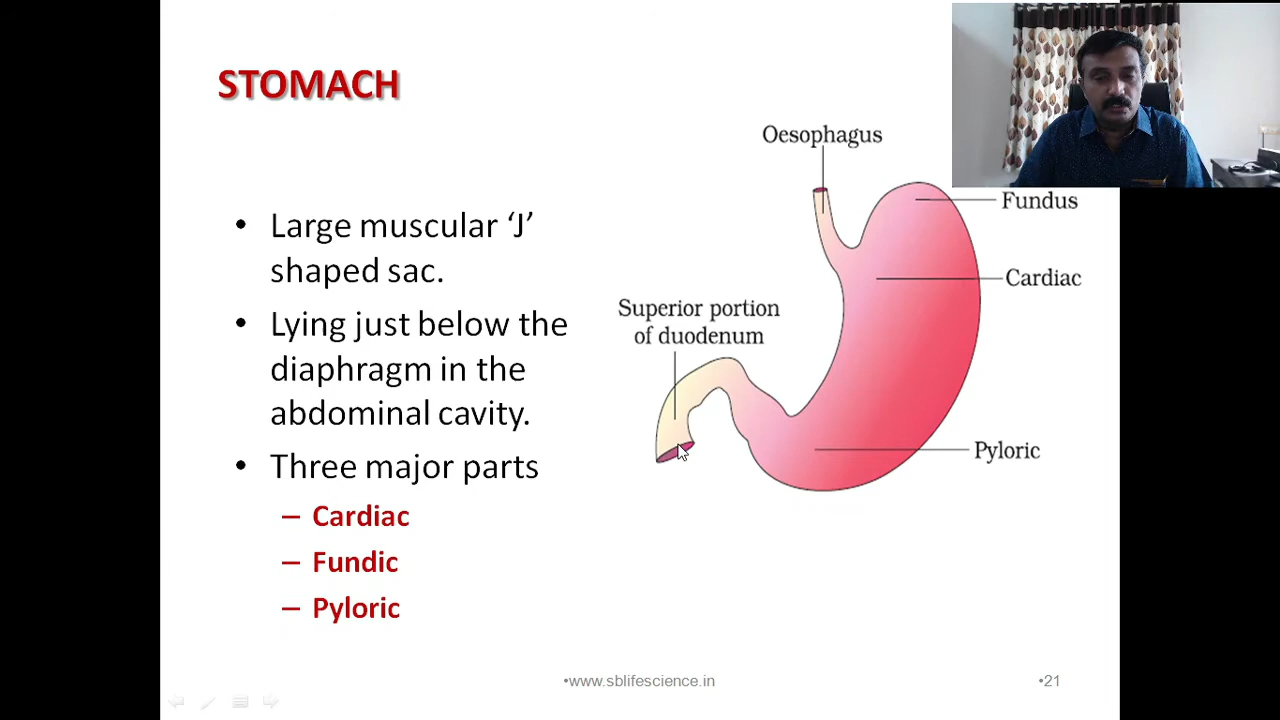 STOMACH
Oesophagus
Fundus
Cardiac
Superior portion
of duodenum
Pyloric
• Large muscular ‘J’
shaped sac.
• Lying just below the
diaphragm in the
abdominal cavity.
• Three major parts
– Cardiac
– Fundic
– Pyloric
•www.sblifescience.in
•21